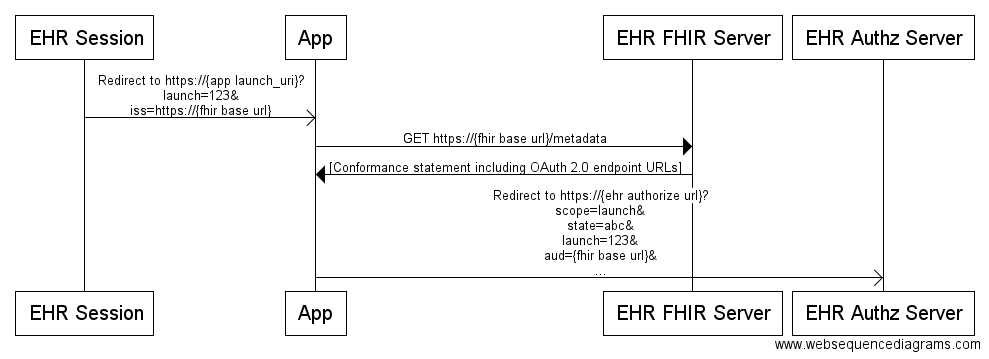 EHR Session
App
EHR FHIR Server
EHR Authz Server
Redirect to https://{app launch_uri}?
launch=123&
iss=https://{fhir base url}
GET https://{fhir base url}/metadata
[Conformance statement including OAuth 2.0 endpoint URLs]
Redirect to https://{ehr authorize url}?
scope=launch&
state=abc&
launch=123&
aud={fhir base url}&
...
EHR Session
App
EHR FHIR Server
EHR Authz Server
www.websequencediagrams.com